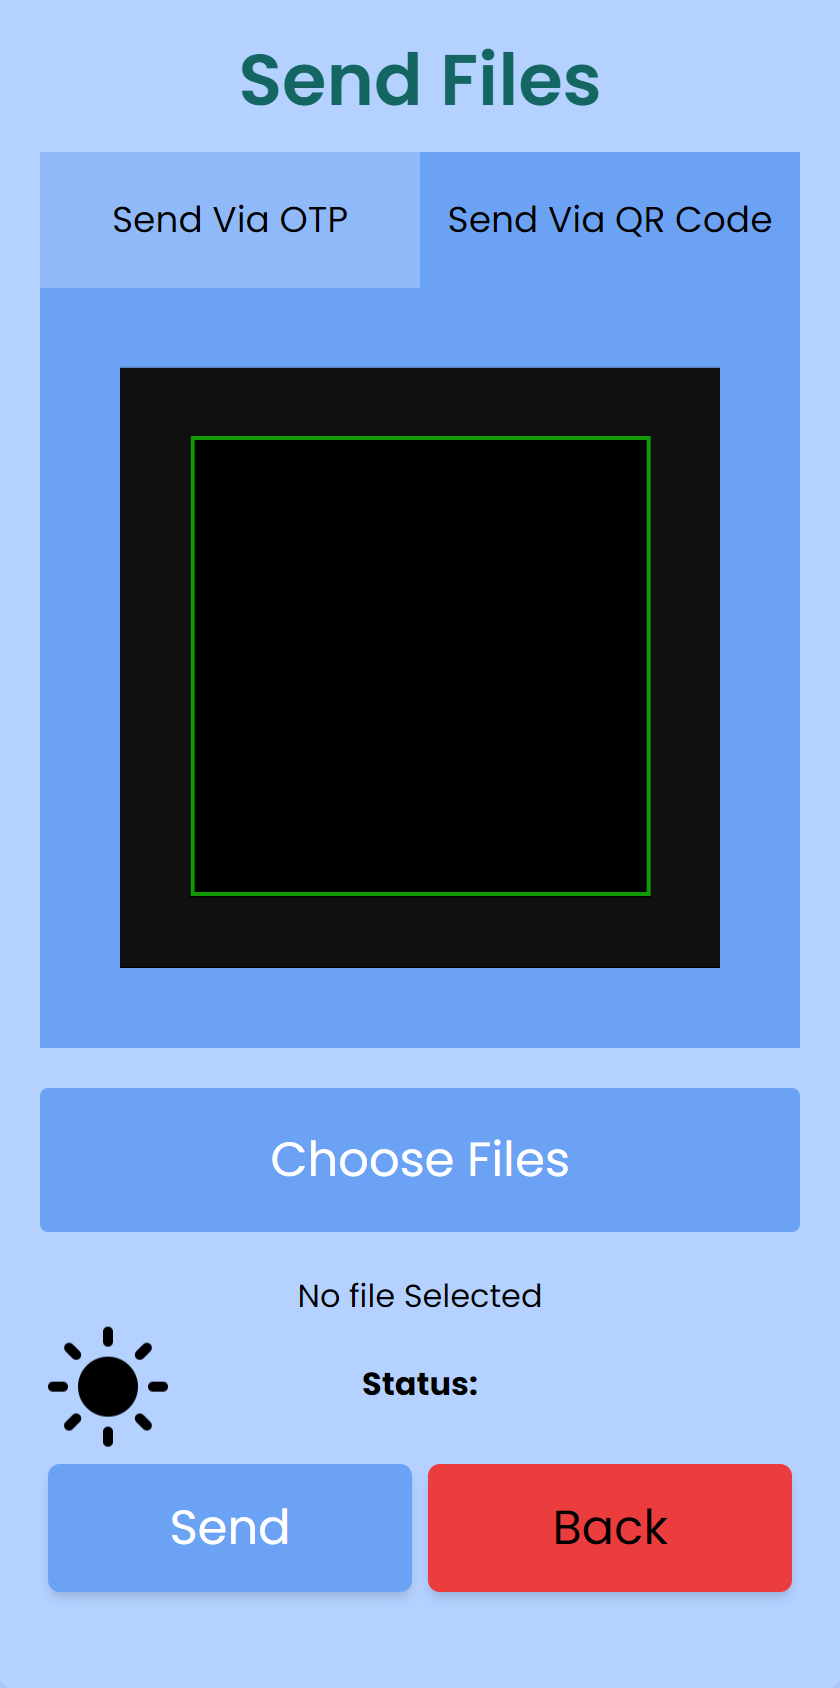 Send Files
Send Via OTP
Send Via QR Code
Choose Files
No file Selected
Status:
Send
Back